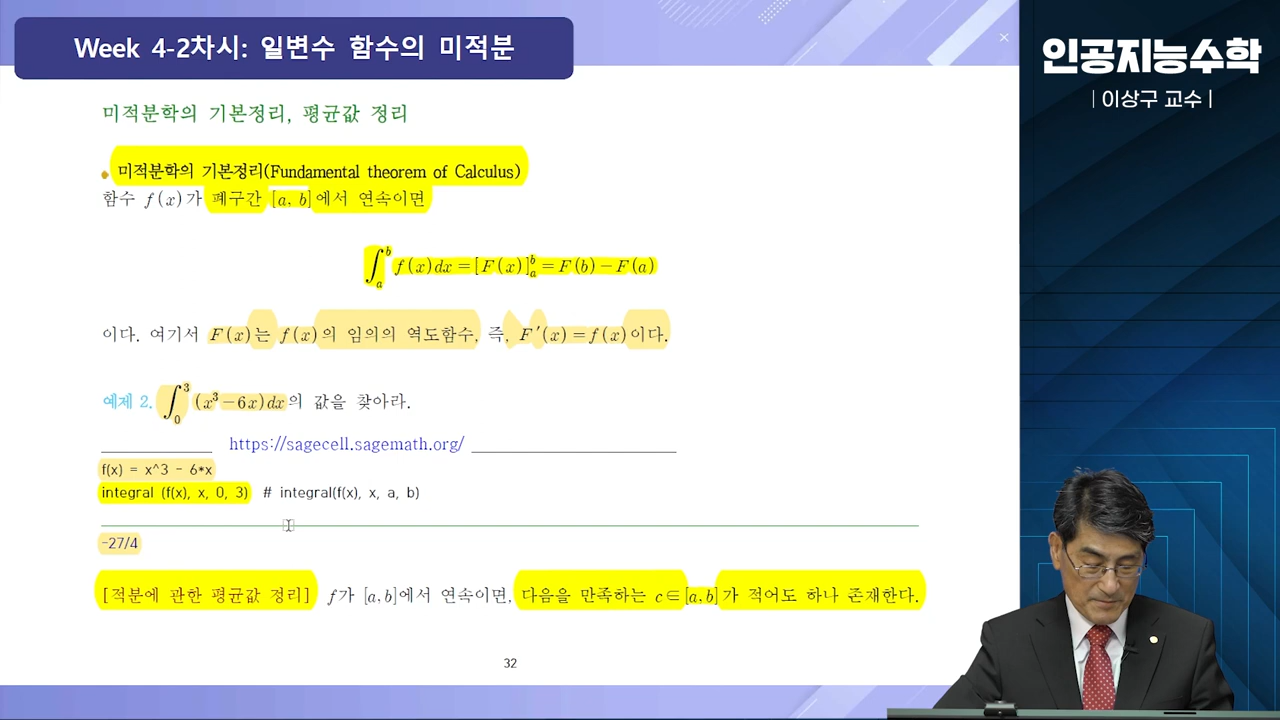 Week 4-2차시: 일변수 함수의 미적분
인공지능수학
| 이상구 교수 |
미적분학의 기본정리, 평균값 정리
미적분학의 기본정리(Fundamental theorem of Calculus)
함수 f(x)가 폐구간 [a, b]에서 연속이면
∫_a^b f(x)dx = [F(x)]_a^b = F(b) − F(a)
이다. 여기서 F(x)는 f(x)의 임의의 역도함수, 즉, F′(x) = f(x)이다.
예제 2. ∫_0^3 (x³ − 6x)dx의 값을 찾아라.
https://sagecell.sagemath.org/
f(x) = x^3 - 6*x
integral (f(x), x, 0, 3) # integral(f(x), x, a, b)
-27/4
[적분에 관한 평균값 정리] f가 [a, b]에서 연속이면, 다음을 만족하는 c∈[a, b]가 적어도 하나 존재한다.
32